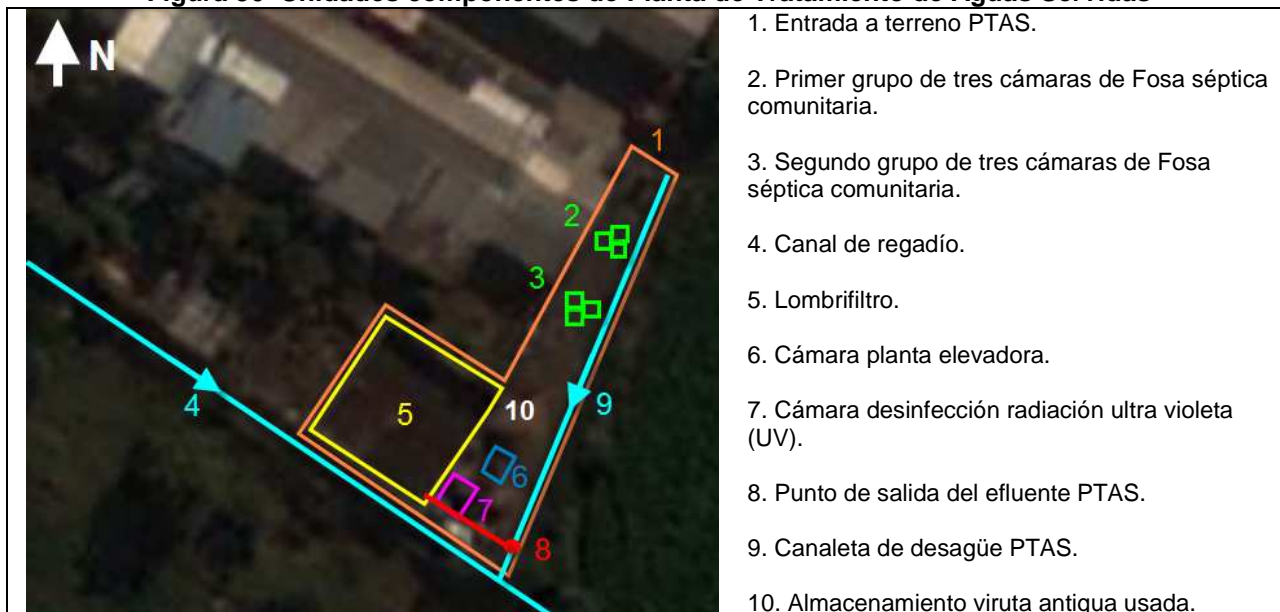 Figura 50 Unidades componentes de Planta de Tratamiento de Aguas Servidas
N
1
2
3
4
5
10
9
6
7
8
1. Entrada a terreno PTAS.
2. Primer grupo de tres cámaras de Fosa séptica
comunitaria.
3. Segundo grupo de tres cámaras de Fosa
séptica comunitaria.
4. Canal de regadío.
5. Lombrifiltro.
6. Cámara planta elevadora.
7. Cámara desinfección radiación ultra violeta
(UV).
8. Punto de salida del efluente PTAS.
9. Canaleta de desagüe PTAS.
10. Almacenamiento viruta antigua usada.